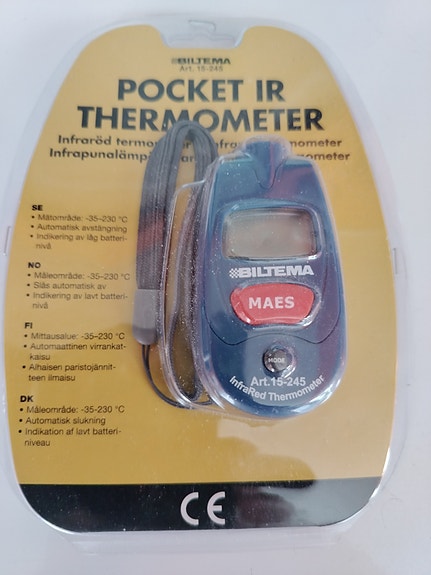 BILTEMA
Art. 15-245
POCKET IR
THERMOMETER
Infraröd
Infrapunalämp
SE
• Mätområde: -35-230 °C
• Automatisk avstängning
• Indikering av låg batteri-
nivå
NO
• Måleområde: -35-230 °C
• Slås automatisk av
• Indikering av lavt batteri-
nivå
FI
• Mittausalue: -35-230 °C
• Automaattinen virrankat-
kaisu
• Alhaisen paristojännit-
teen ilmaisu
DK
• Måleområde: -35-230 °C
• Automatisk slukning
• Indikation af lavt batteri-
niveau
BILTEMA
MAES
MODE
Art.15-245
InfraRed Thermometer
CE